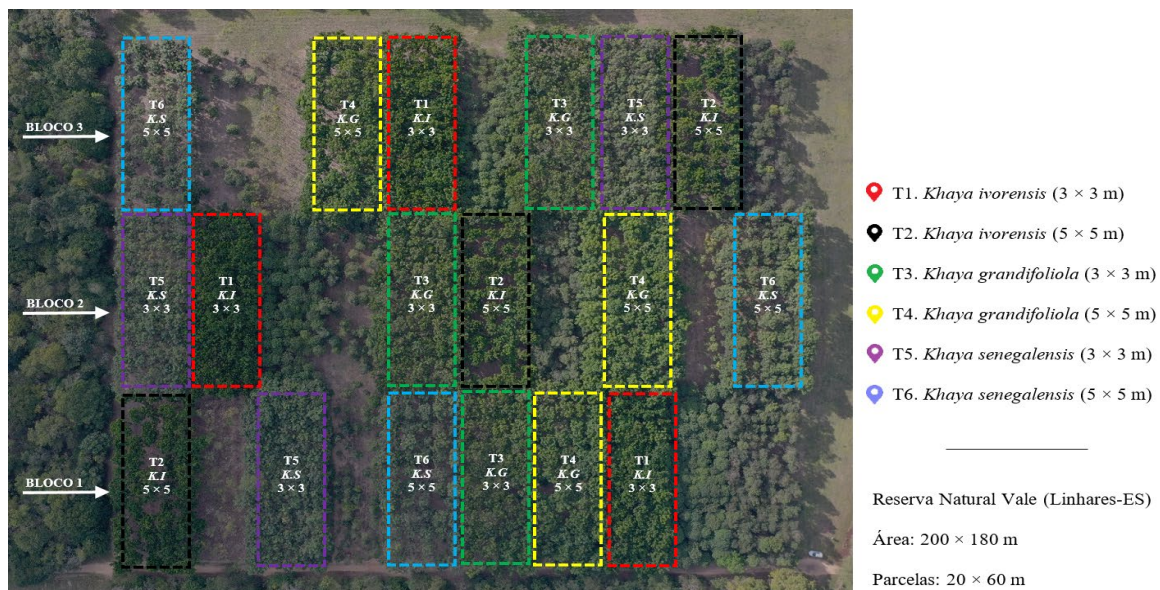 T6
K.S
5 × 5
T4
K.G
5 × 5
T1
K.I
3 × 3
T3
K.G
3 × 3
T5
K.S
3 × 3
T2
K.I
5 × 5
BLOCO 3
T5
K.S
3 × 3
T1
K.I
3 × 3
T3
K.G
3 × 3
T2
K.I
5 × 5
T4
K.G
5 × 5
T6
K.S
5 × 5
BLOCO 2
T2
K.I
5 × 5
T5
K.S
3 × 3
T6
K.S
5 × 5
T3
K.G
3 × 3
T4
K.G
5 × 5
T1
K.I
3 × 3
BLOCO 1
T1. Khaya ivorensis (3 × 3 m)
T2. Khaya ivorensis (5 × 5 m)
T3. Khaya grandifoliola (3 × 3 m)
T4. Khaya grandifoliola (5 × 5 m)
T5. Khaya senegalensis (3 × 3 m)
T6. Khaya senegalensis (5 × 5 m)
Reserva Natural Vale (Linhares-ES)
Área: 200 × 180 m
Parcelas: 20 × 60 m